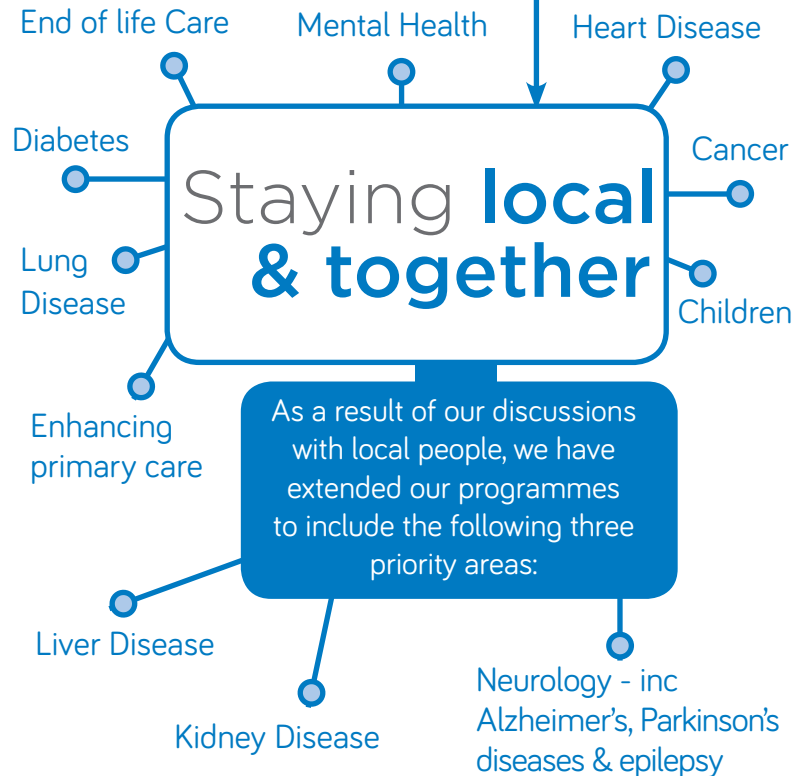 End of life Care
Mental Health
Heart Disease
Diabetes
Cancer
Staying local
& together
Lung
Disease
Children
Enhancing
primary care
As a result of our discussions
with local people, we have
extended our programmes
to include the following three
priority areas:
Liver Disease
Kidney Disease
Neurology - inc
Alzheimer's, Parkinson's
diseases & epilepsy